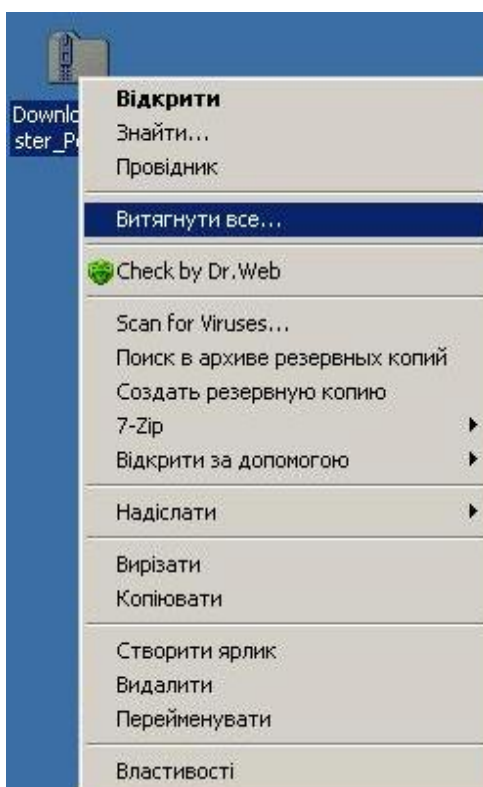 Downlo
ster_P
Відкрити
Знайти...
Провідник
Витягнути все...
Check by Dr.Web
Scan for Viruses...
Поиск в архиве резервных копий
Создать резервную копию
7-Zip
Відкрити за допомогою
Надіслати
Вирізати
Копіювати
Створити ярлик
Видалити
Перейменувати
Властивості